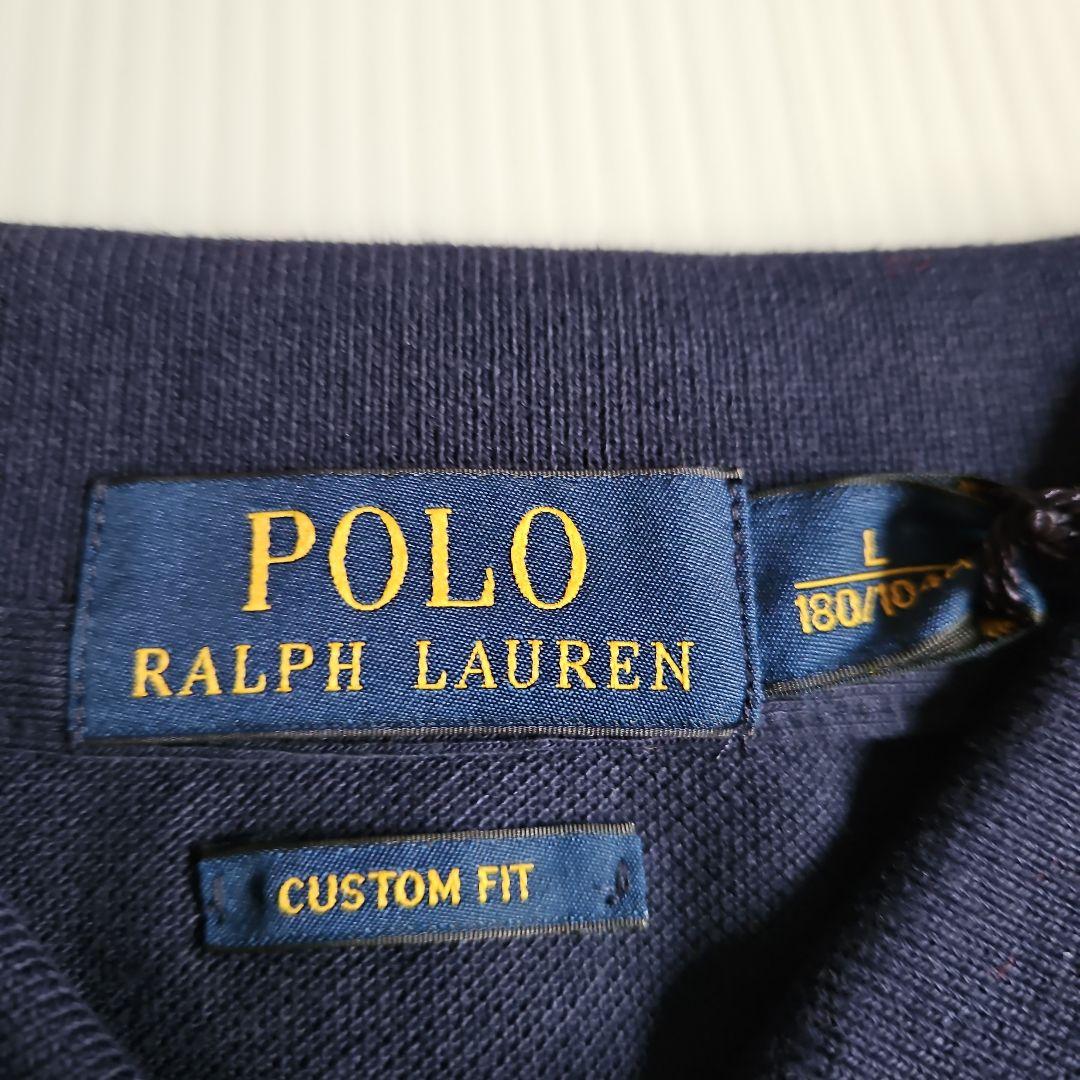 POLO
RALPH LAUREN
L
CUSTOM FIT